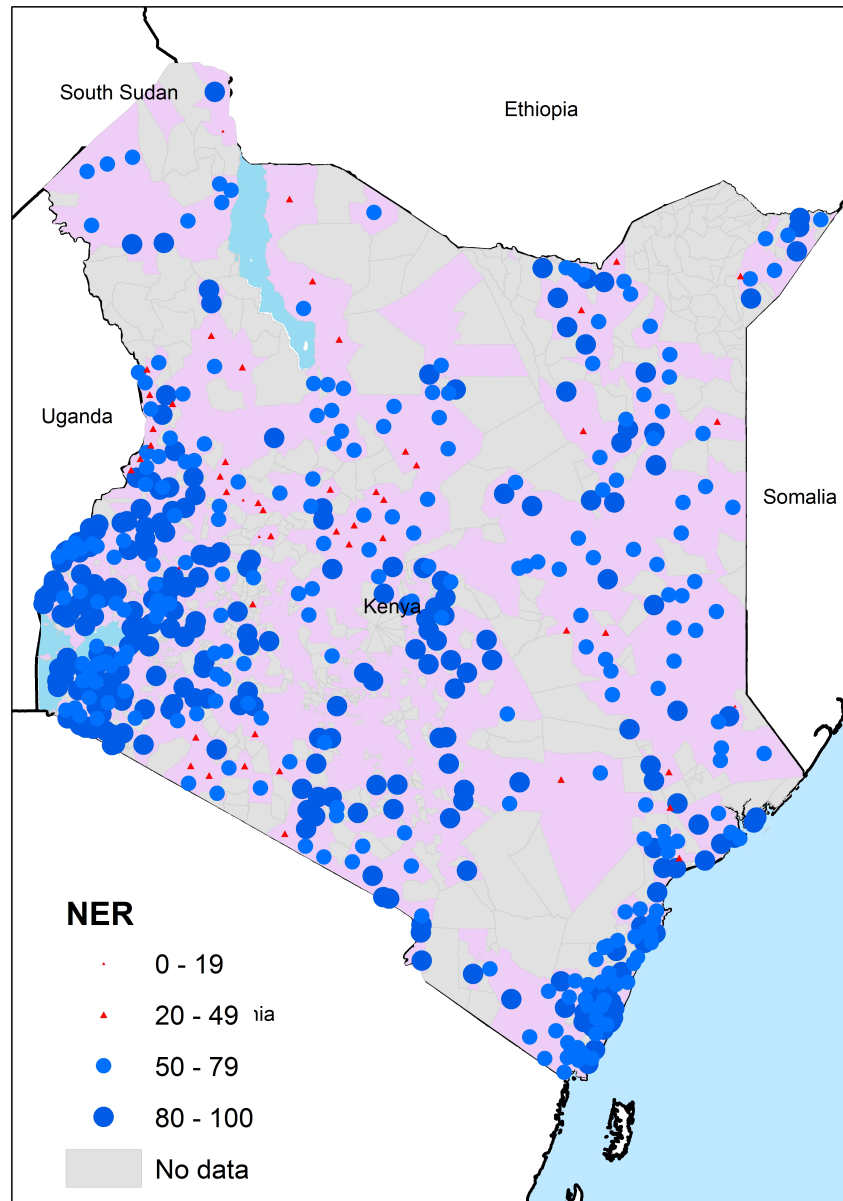 South Sudan
Ethiopia
Uganda
Somalia
Kenya
NER
0 - 19
20 - 49
50 - 79
80 - 100
No data